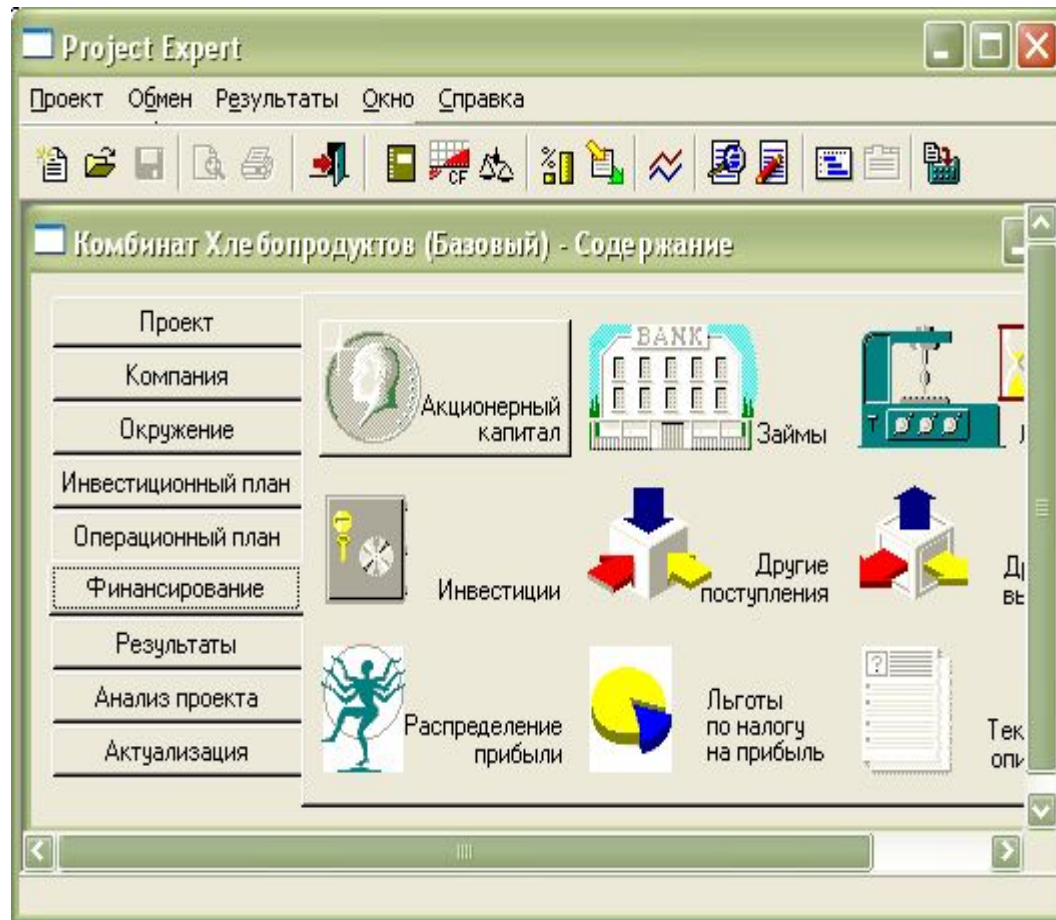 Project Expert
Проект Обмен Результаты Окно Справка
CF
Комбинат Хлебопродуктов (Базовый) - Содержание
Проект
Компания
Окружение
Инвестиционный план
Операционный план
Финансирование
Результаты
Анализ проекта
Актуализация
Акционерный
капитал
BANK
Займы
Инвестиции
Другие
поступления
Распределение
прибыли
Льготы
по налогу
на прибыль